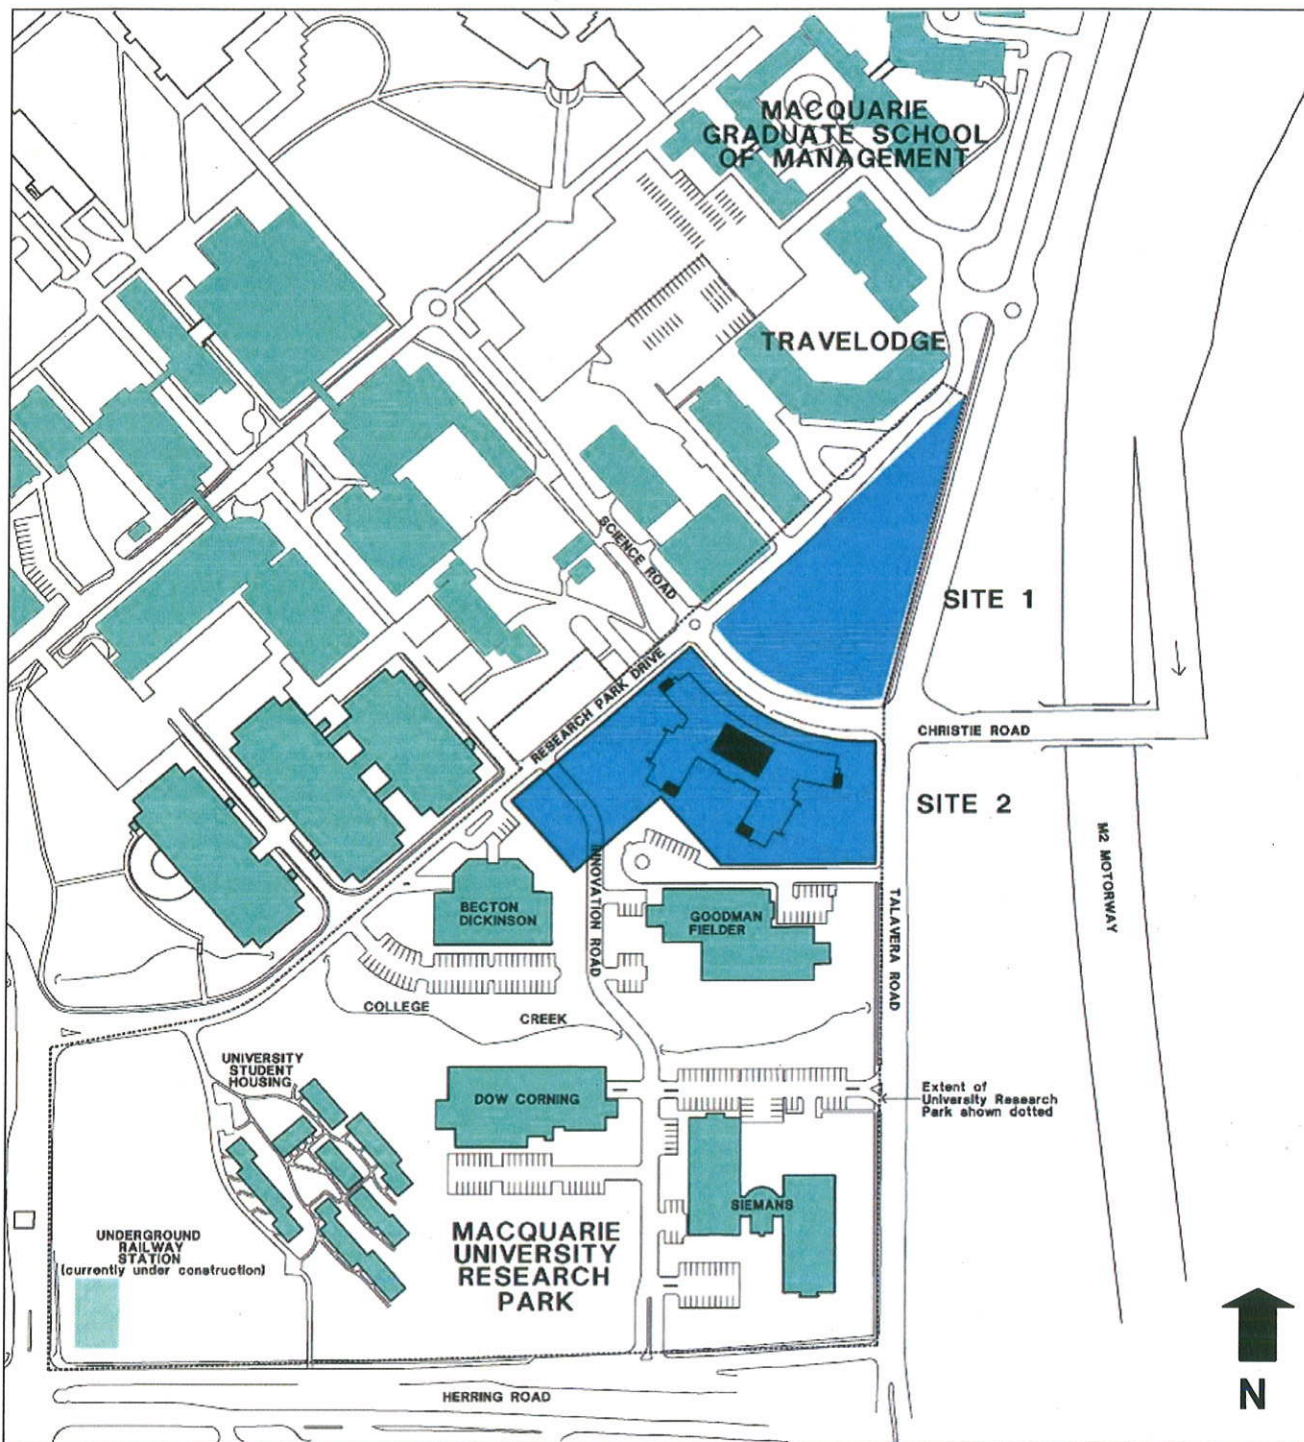 MACQUARIE
GRADUATE SCHOOL
OF MANAGEMENT
TRAVELODGE
SCIENCE ROAD
SITE 1
RESEARCH PARK DRIVE
CHRISTIE ROAD
SITE 2
M2 MOTORWAY
INNOVATION ROAD
BECTON
DICKINSON
GOODMAN
FIELDER
TALAVERA ROAD
COLLEGE
CREEK
UNIVERSITY
STUDENT
HOUSING
DOW CORNING
Extent of
University Research
Park shown dotted
SIEMANS
UNDERGROUND
RAILWAY
STATION
(currently under construction)
MACQUARIE
UNIVERSITY
RESEARCH
PARK
HERRING ROAD
N